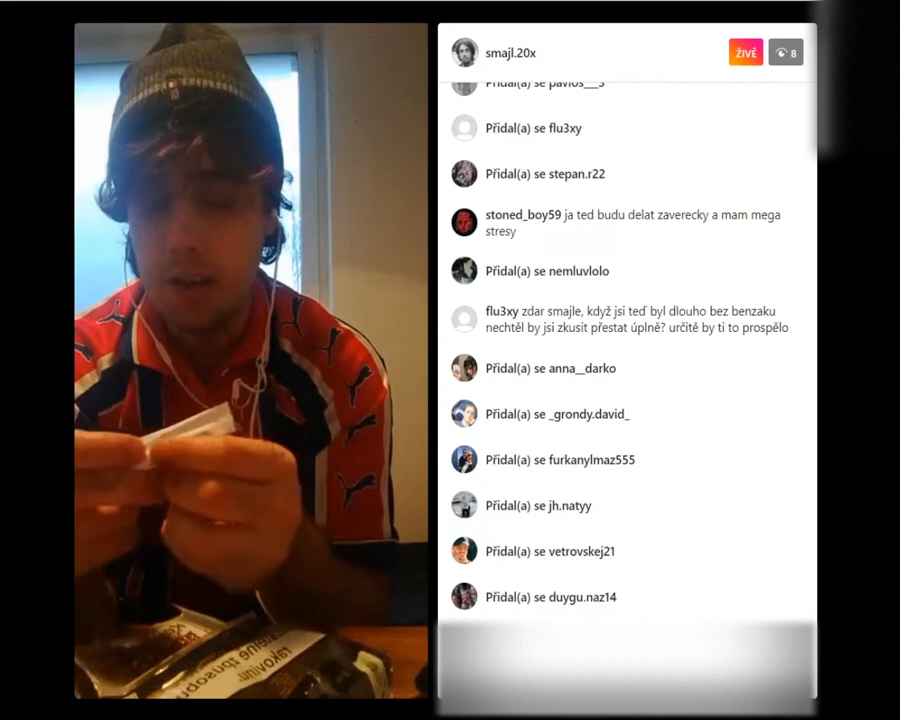 smajl.20x
ŽIVĚ
8
Přidal(a) se pavlos___3
Přidal(a) se flu3xy
Přidal(a) se stepan.r22
stoned_boy59 ja ted budu delat zaverecky a mam mega
stresy
Přidal(a) se nemluvlolo
flu3xy zdar smajle, když jsi teď byl dlouho bez benzaku
nechtěl by jsi zkusit přestat úplně? určitě by ti to prospělo
Přidal(a) se anna__darko
Přidal(a) se _grondy.david_
Přidal(a) se furkanylmaz555
Přidal(a) se jh.natyy
Přidal(a) se vetrovskej21
Přidal(a) se duygu.naz14
rakovinu.